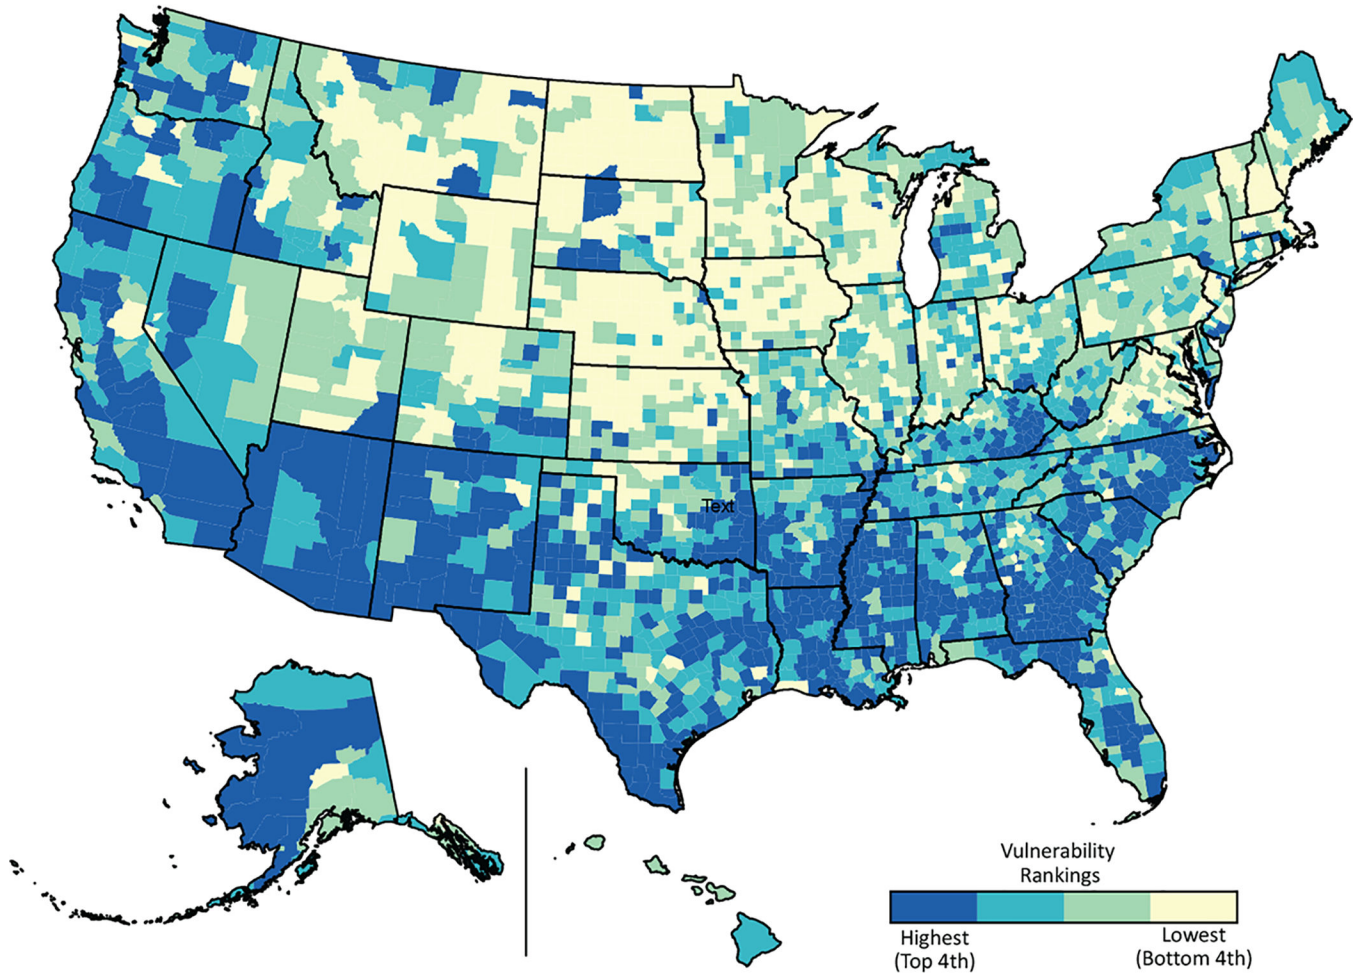 Text
Vulnerability
Rankings
Highest
(Top 4th)
Lowest
(Bottom 4th)